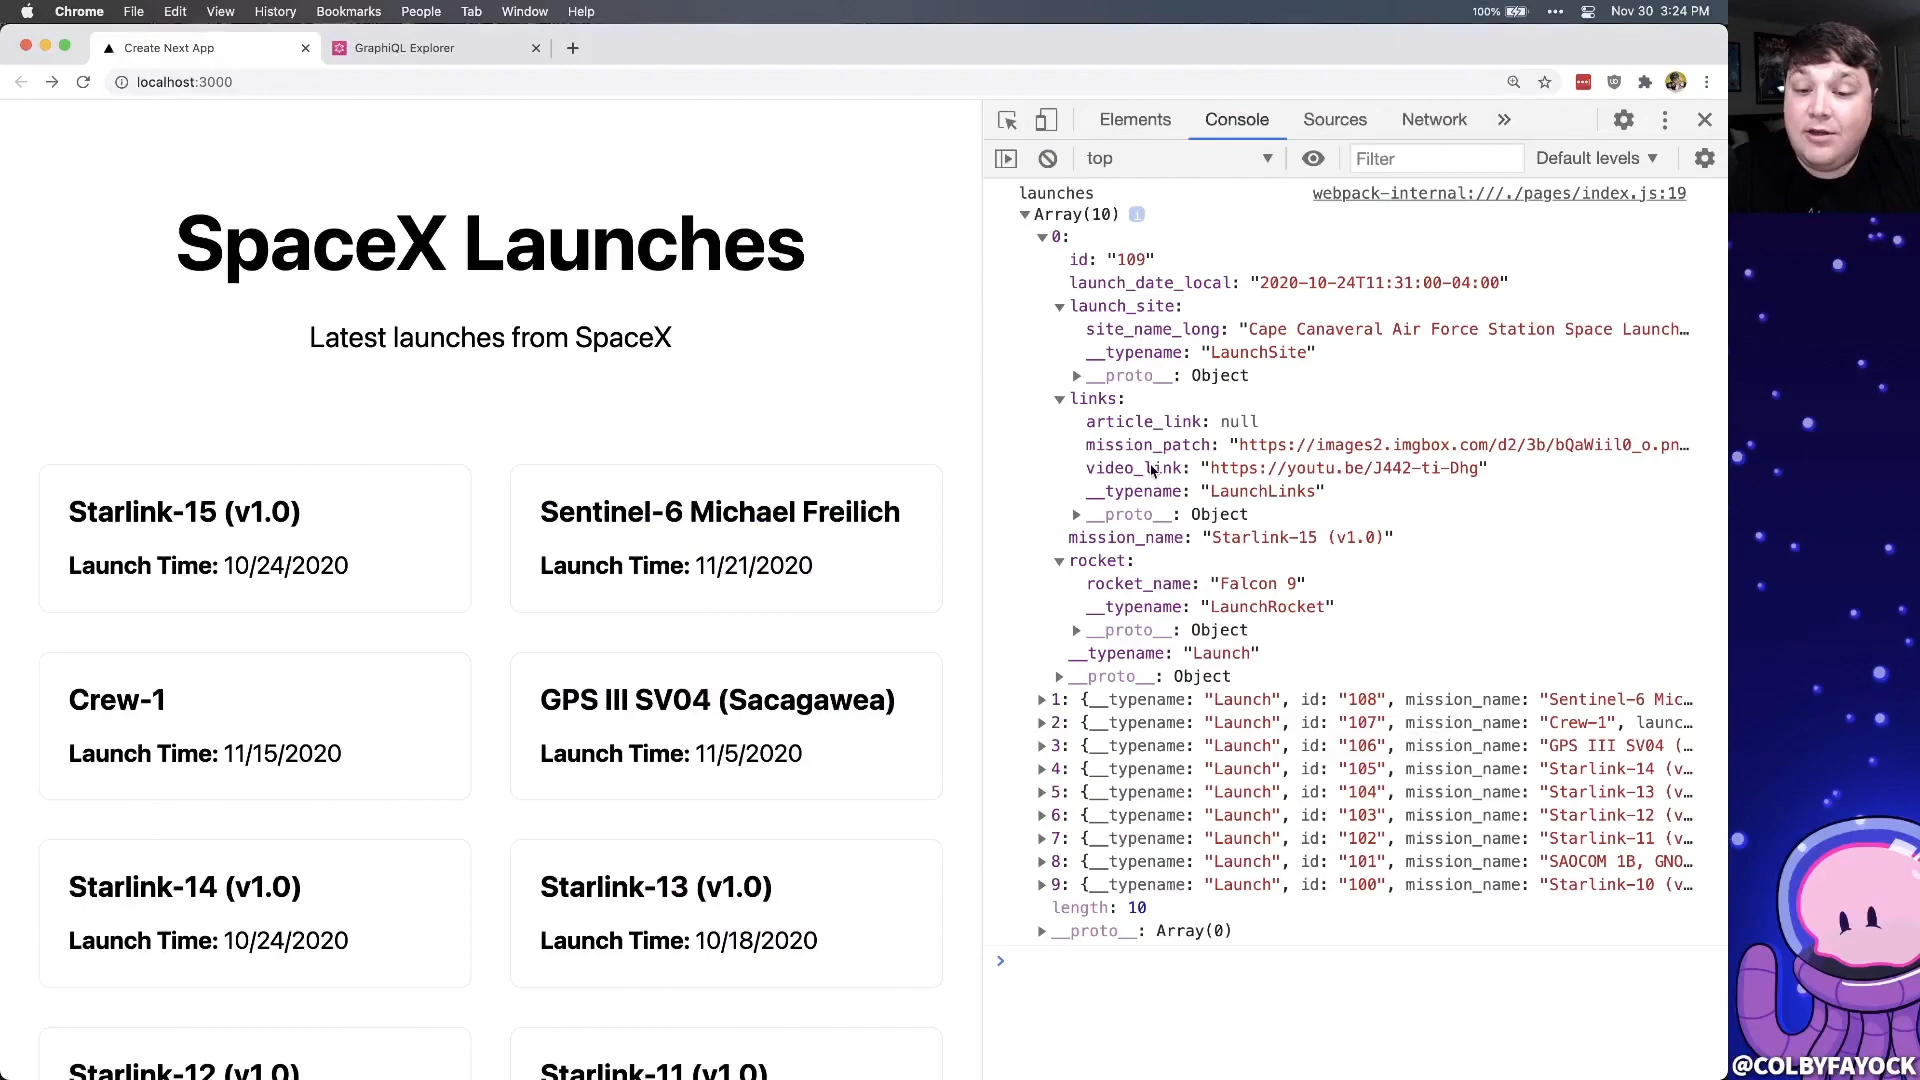 Chrome File Edit View History Bookmarks People Tab Window Help
100% Nov 30 3:24 PM
Create Next App
GraphiQL Explorer
localhost:3000
Elements Console Sources Network
top
Filter
Default levels
SpaceX Launches
Latest launches from SpaceX
Starlink-15 (v1.0)
Launch Time: 10/24/2020
Sentinel-6 Michael Freilich
Launch Time: 11/21/2020
Crew-1
Launch Time: 11/15/2020
GPS III SV04 (Sacagawea)
Launch Time: 11/5/2020
Starlink-14 (v1.0)
Launch Time: 10/24/2020
Starlink-13 (v1.0)
Launch Time: 10/18/2020
Starlink-12 (v1.0)
Starlink-11 (v1.0)
launches webpack-internal:///./pages/index.js:19
Array(10) i
0:
id: "109"
launch_date_local: "2020-10-24T11:31:00-04:00"
launch_site:
site_name_long: "Cape Canaveral Air Force Station Space Launch…
__typename: "LaunchSite"
__proto__: Object
links:
article_link: null
mission_patch: "https://images2.imgbox.com/d2/3b/bQaWiil0_o.pn…
video_link: "https://youtu.be/J442-ti-Dhg"
__typename: "LaunchLinks"
__proto__: Object
mission_name: "Starlink-15 (v1.0)"
rocket:
rocket_name: "Falcon 9"
__typename: "LaunchRocket"
__proto__: Object
__typename: "Launch"
__proto__: Object
1: {__typename: "Launch", id: "108", mission_name: "Sentinel-6 Mic…
2: {__typename: "Launch", id: "107", mission_name: "Crew-1", launc…
3: {__typename: "Launch", id: "106", mission_name: "GPS III SV04 (…
4: {__typename: "Launch", id: "105", mission_name: "Starlink-14 (v…
5: {__typename: "Launch", id: "104", mission_name: "Starlink-13 (v…
6: {__typename: "Launch", id: "103", mission_name: "Starlink-12 (v…
7: {__typename: "Launch", id: "102", mission_name: "Starlink-11 (v…
8: {__typename: "Launch", id: "101", mission_name: "SAOCOM 1B, GNO…
9: {__typename: "Launch", id: "100", mission_name: "Starlink-10 (v…
length: 10
__proto__: Array(0)
@COLBYFAYOCK